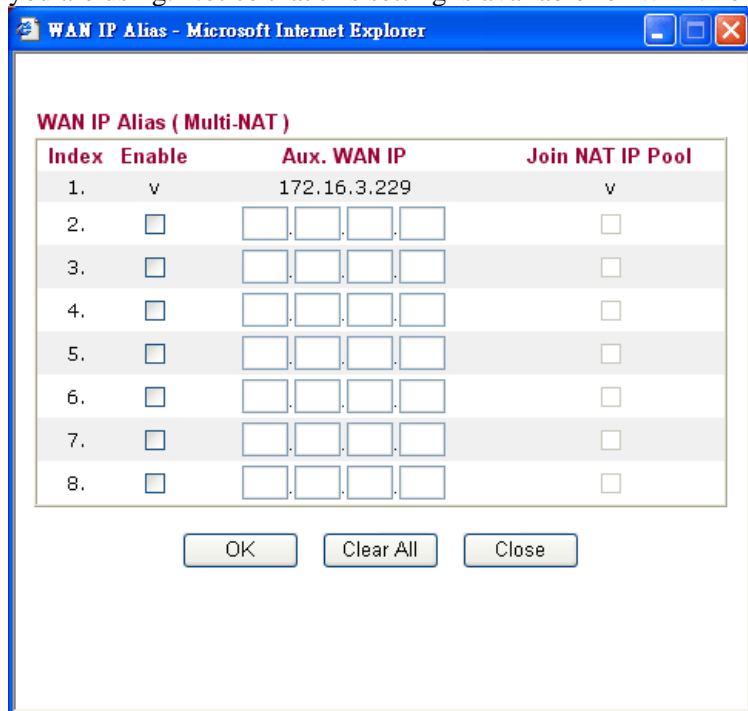 WAN IP Alias - Microsoft Internet Explorer
WAN IP Alias ( Multi-NAT )
Index Enable Aux. WAN IP Join NAT IP Pool
1. v 172.16.3.229 v
2. . . .
3. . . .
4. . . .
5. . . .
6. . . .
7. . . .
8. . . .
OK Clear All Close